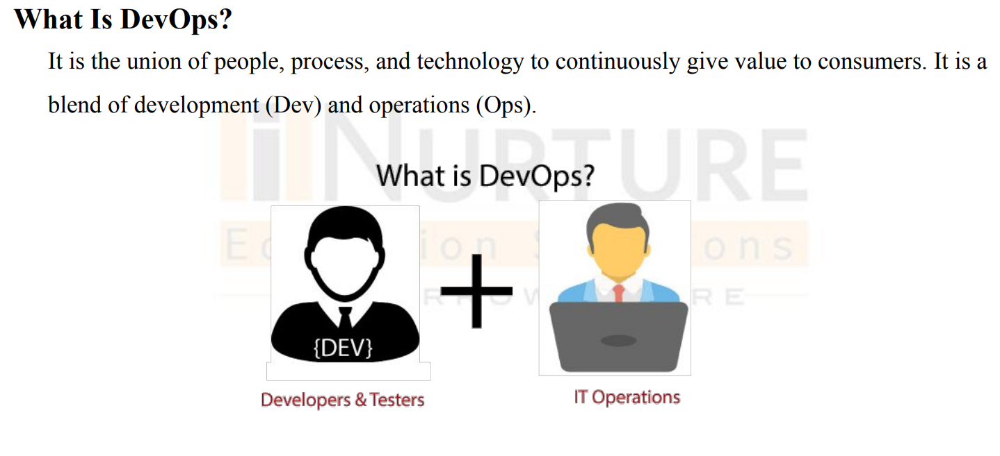 What Is DevOps?
It is the union of people, process, and technology to continuously give value to consumers. It is a
blend of development (Dev) and operations (Ops).
iNURTURE
What is DevOps?
{DEV}
Developers & Testers
IT Operations